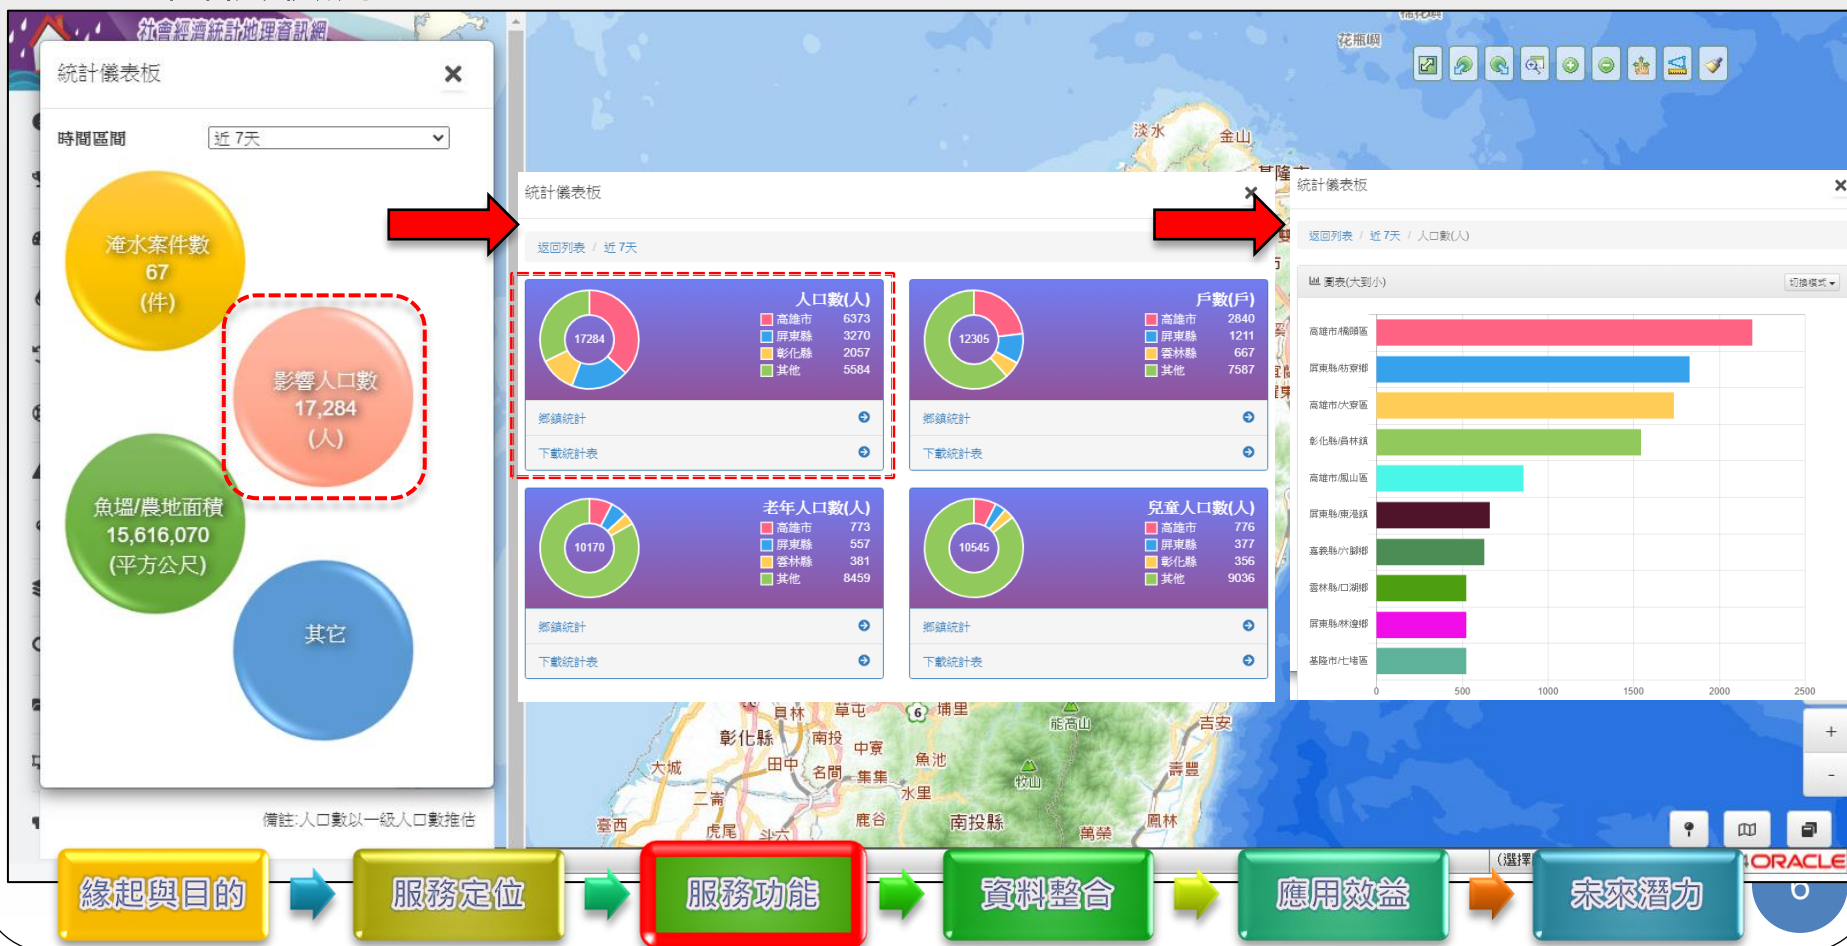 社會經濟統計地理資訊網
統計儀表板
時間區間
近 7天
淹水案件數
67
(件)
影響人口數
17,284
(人)
魚塭/農地面積
15,616,070
(平方公尺)
其它
備註:人口數以一級人口數推估
統計儀表板
返回列表 / 近 7天
人口數(人)
17284
高雄市 6373
屏東縣 3270
彰化縣 2057
其他 5584
鄉鎮統計
下載統計表
戶數(戶)
12305
高雄市 2840
屏東縣 1211
雲林縣 667
其他 7587
鄉鎮統計
下載統計表
老年人口數(人)
10170
高雄市 773
屏東縣 557
雲林縣 381
其他 8459
鄉鎮統計
下載統計表
兒童人口數(人)
10545
高雄市 776
屏東縣 377
彰化縣 356
其他 9036
鄉鎮統計
下載統計表
統計儀表板
返回列表 / 近 7天 / 人口數(人)
圖表(大到小)
切換模式
高雄市/橋頭區
屏東縣/枋寮鄉
高雄市/大寮區
彰化縣/員林鎮
高雄市/鳳山區
屏東縣/東港鎮
嘉義縣/六腳鄉
雲林縣/口湖鄉
屏東縣/林邊鄉
基隆市/七堵區
0 500 1000 1500 2000 2500
花瓶嶼
淡水
金山
員林
草屯
6
埔里
能高山
吉安
彰化縣
南投
中寮
魚池
大城
田中
名間
集集
牧山
壽豐
二崙
水里
臺西
虎尾
斗六
鹿谷
南投縣
萬榮
鳳林
+
-
(選擇
ORACLE
緣起與目的
服務定位
服務功能
資料整合
應用效益
未來潛力
6